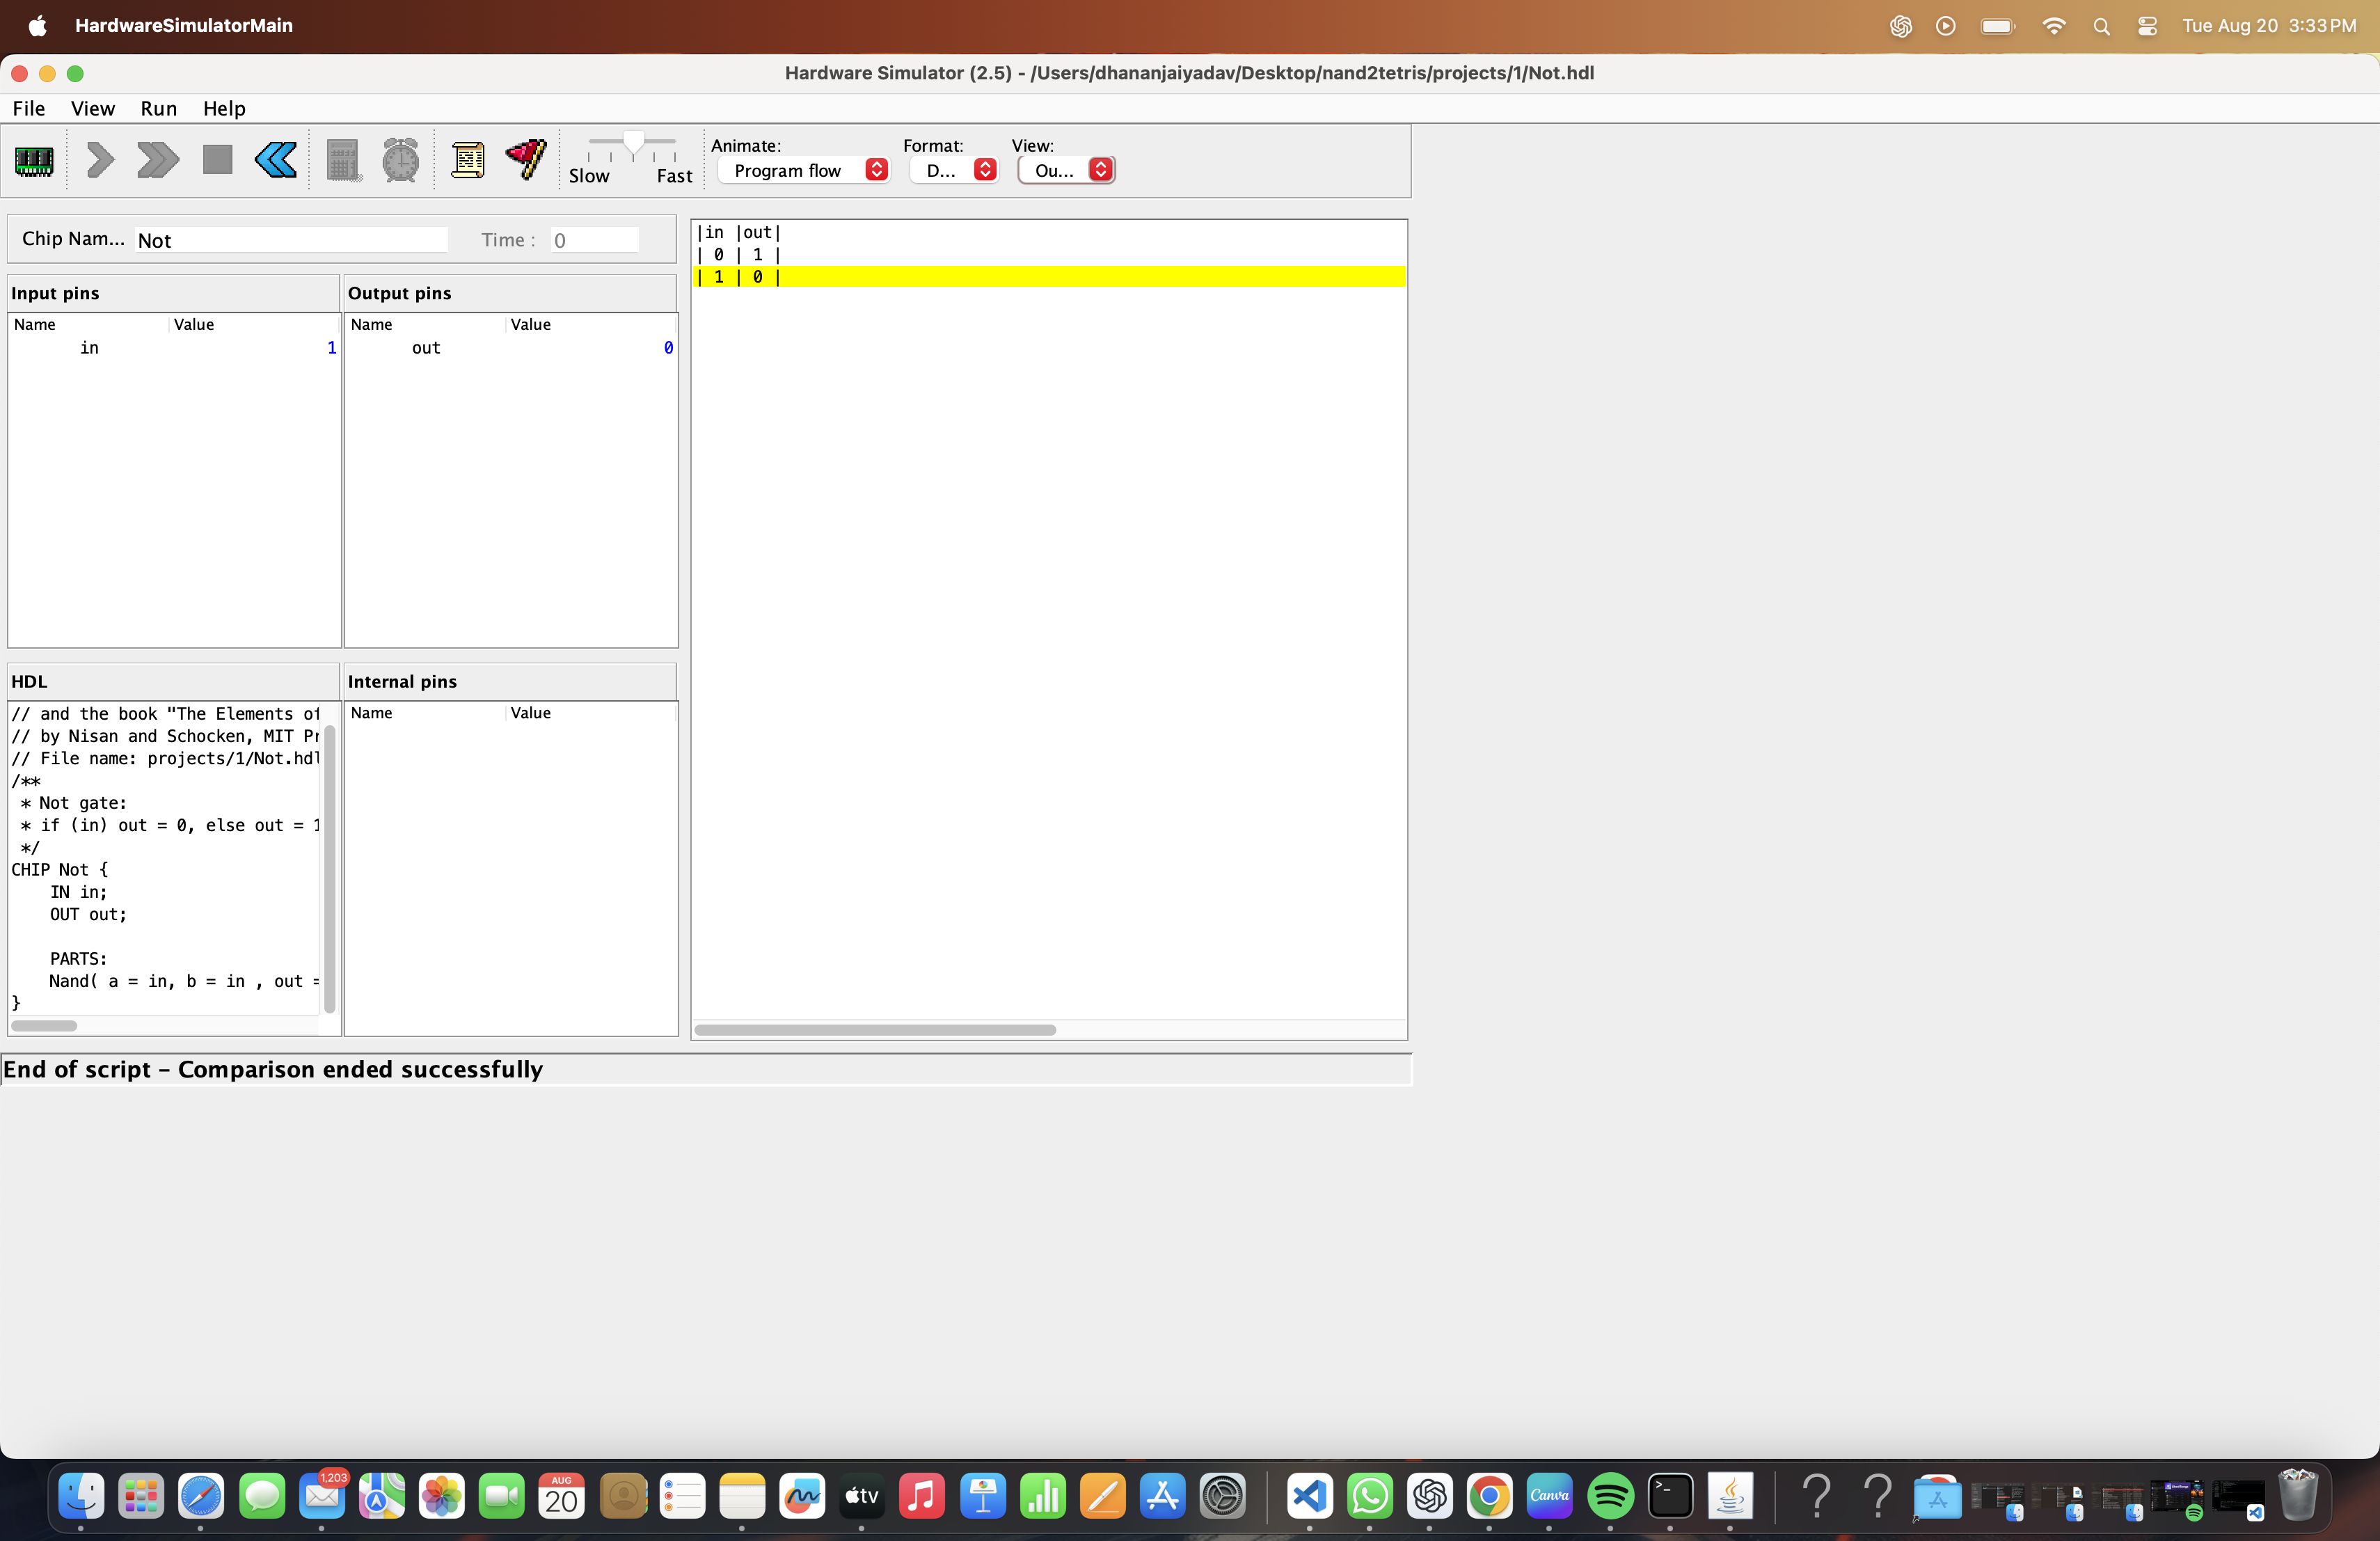 HardwareSimulatorMain
Tue Aug 20 3:33 PM
Hardware Simulator (2.5) - /Users/dhananjaiyadav/Desktop/nand2tetris/projects/1/Not.hdl
File View Run Help
Animate: Format: View:
Slow Fast Program flow D... Ou...
Chip Nam... Not Time : 0
|in |out|
| 0 | 1 |
| 1 | 0 |
Input pins Output pins
Name Value Name Value
in 1 out 0
HDL Internal pins
Name Value
// and the book "The Elements of
// by Nisan and Schocken, MIT Pr
// File name: projects/1/Not.hdl
/**
* Not gate:
* if (in) out = 0, else out = 1
*/
CHIP Not {
IN in;
OUT out;
PARTS:
Nand( a = in, b = in , out =
}
End of script – Comparison ended successfully
1,203
AUG
20
tv
Canva
>_
? ?